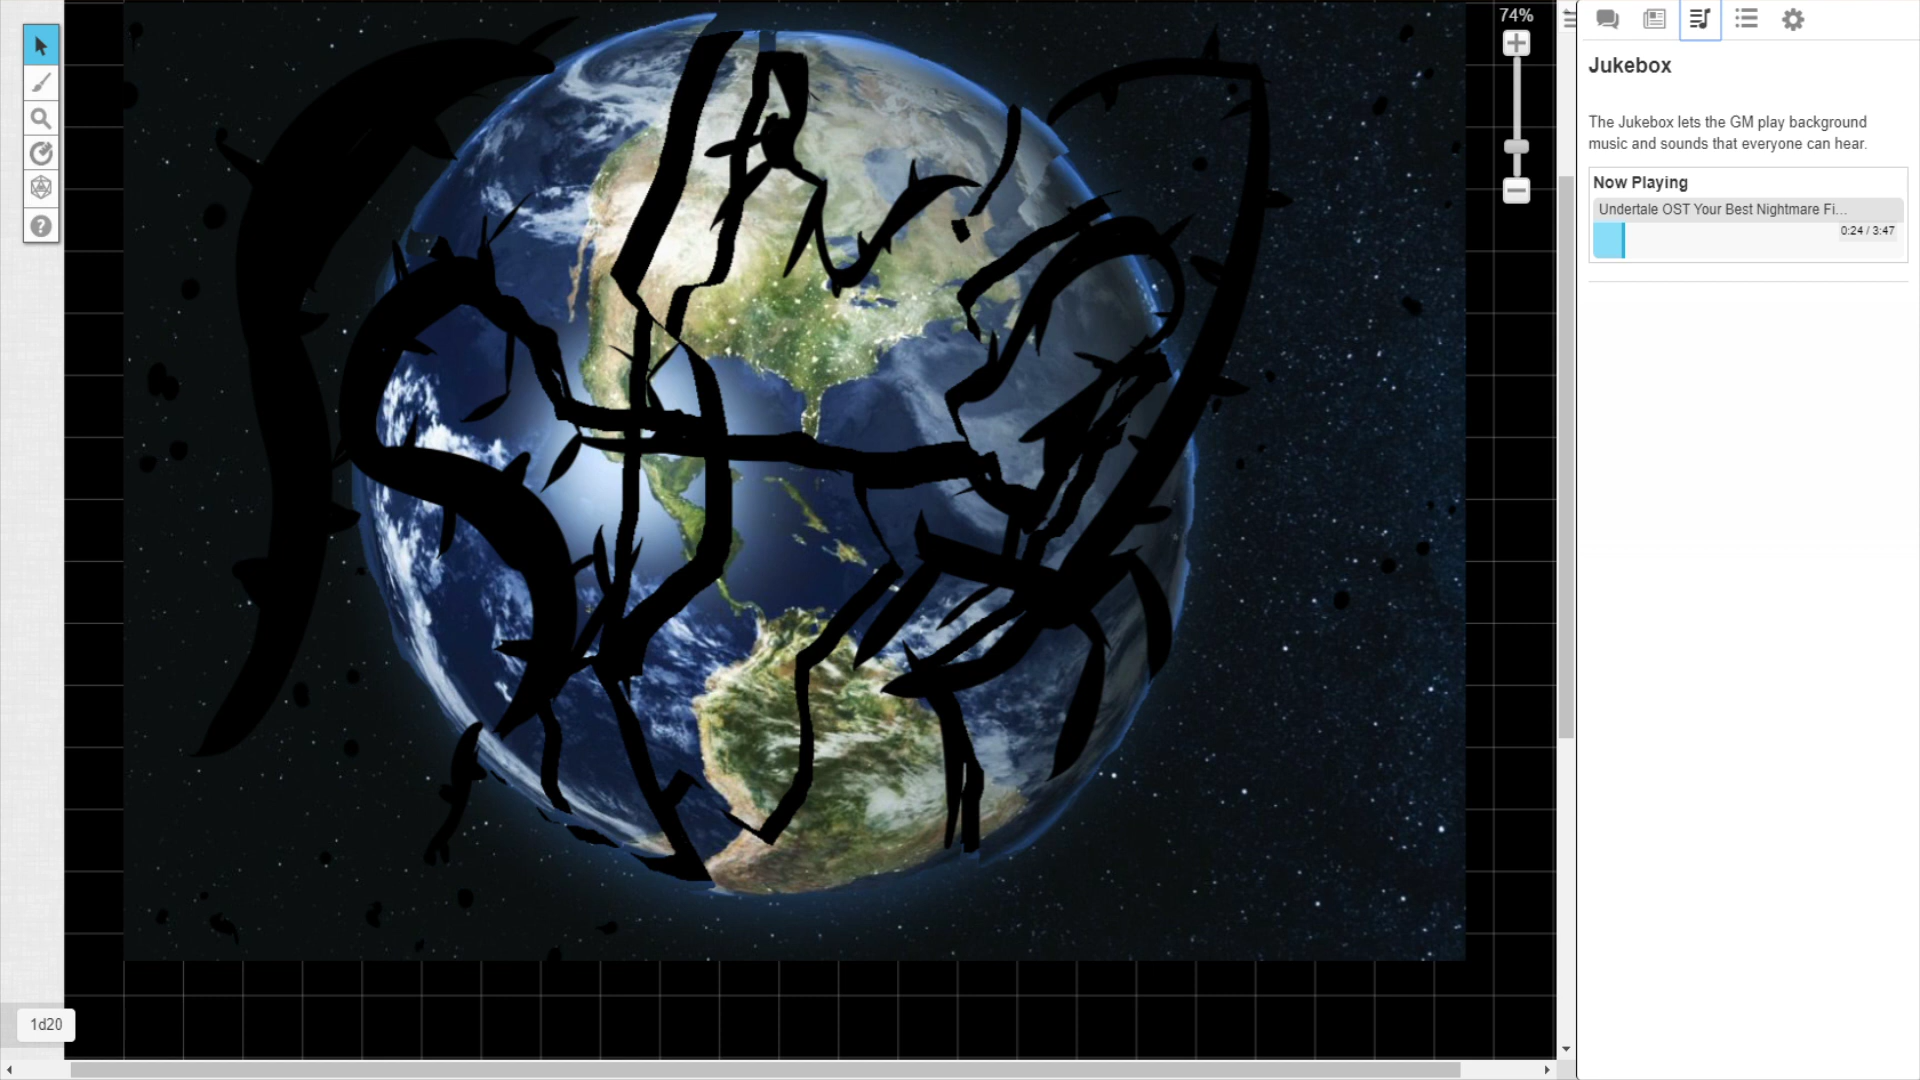 74%
Jukebox
The Jukebox lets the GM play background
music and sounds that everyone can hear.
Now Playing
Undertale OST Your Best Nightmare Fi...
0:24 / 3:47
1d20